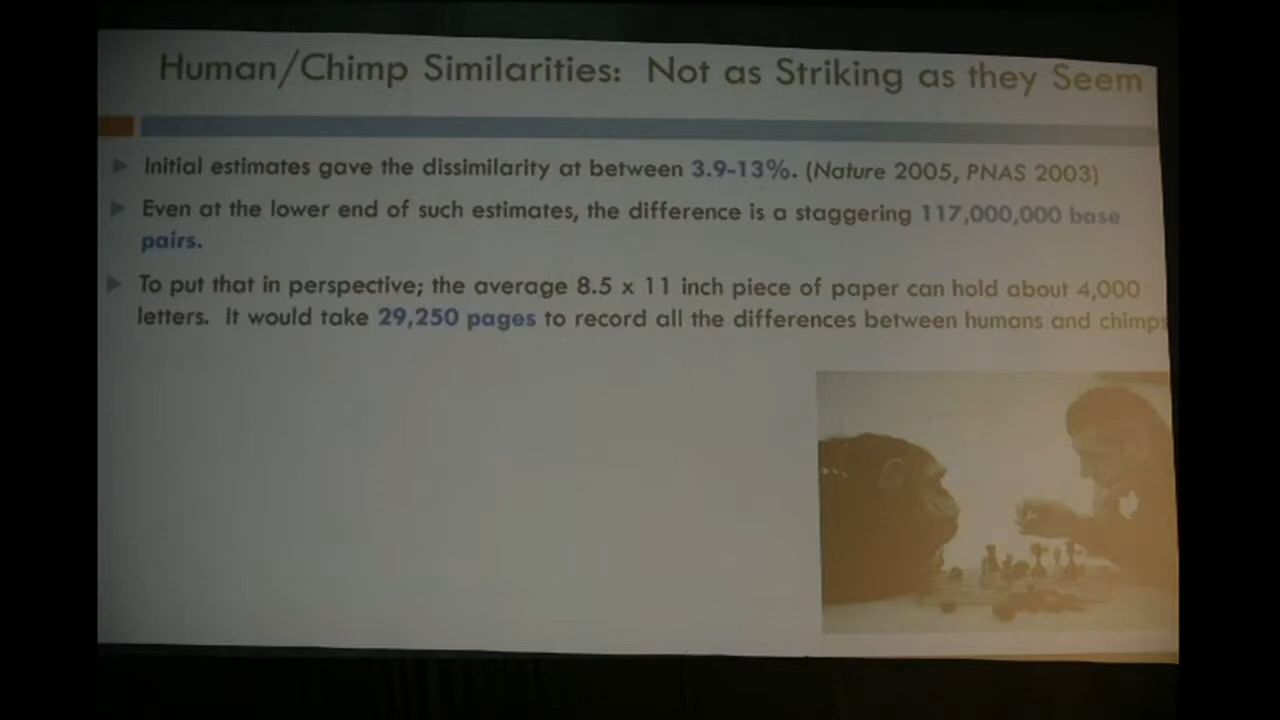 Human/Chimp Similarities: Not as Striking as they Seem
Initial estimates gave the dissimilarity at between 3.9-13%. (Nature 2005, PNAS 2003)
Even at the lower end of such estimates, the difference is a staggering 117,000,000 base
pairs.
To put that in perspective; the average 8.5 x 11 inch piece of paper can hold about 4,000
letters. It would take 29,250 pages to record all the differences between humans and chimps